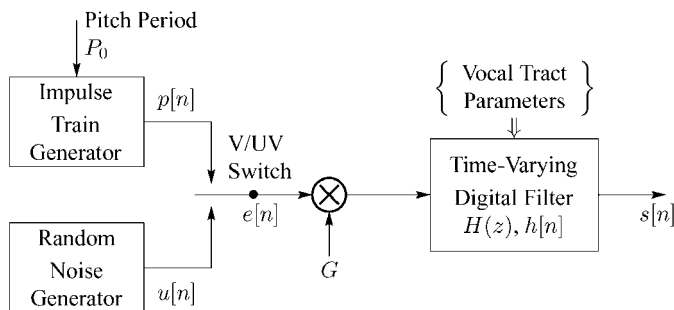 Pitch Period
P₀
Impulse
Train
Generator
p[n]
V/UV
Switch
e[n]
Random
Noise
Generator
u[n]
G
Vocal Tract
Parameters
Time-Varying
Digital Filter
H(z), h[n]
s[n]